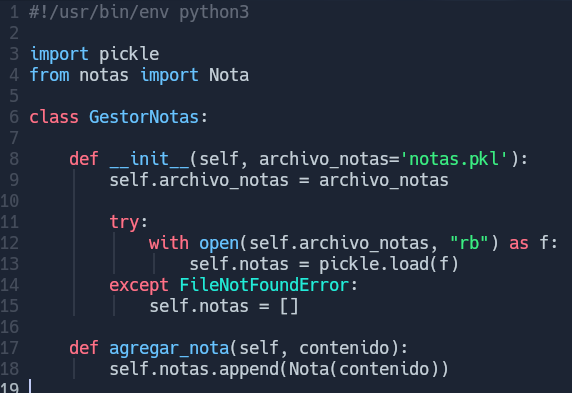 1 #!/usr/bin/env python3
2
3 import pickle
4 from notas import Nota
5
6 class GestorNotas:
7
8     def __init__(self, archivo_notas='notas.pkl'):
9         self.archivo_notas = archivo_notas
10
11         try:
12             with open(self.archivo_notas, "rb") as f:
13                 self.notas = pickle.load(f)
14         except FileNotFoundError:
15             self.notas = []
16
17     def agregar_nota(self, contenido):
18         self.notas.append(Nota(contenido))
19